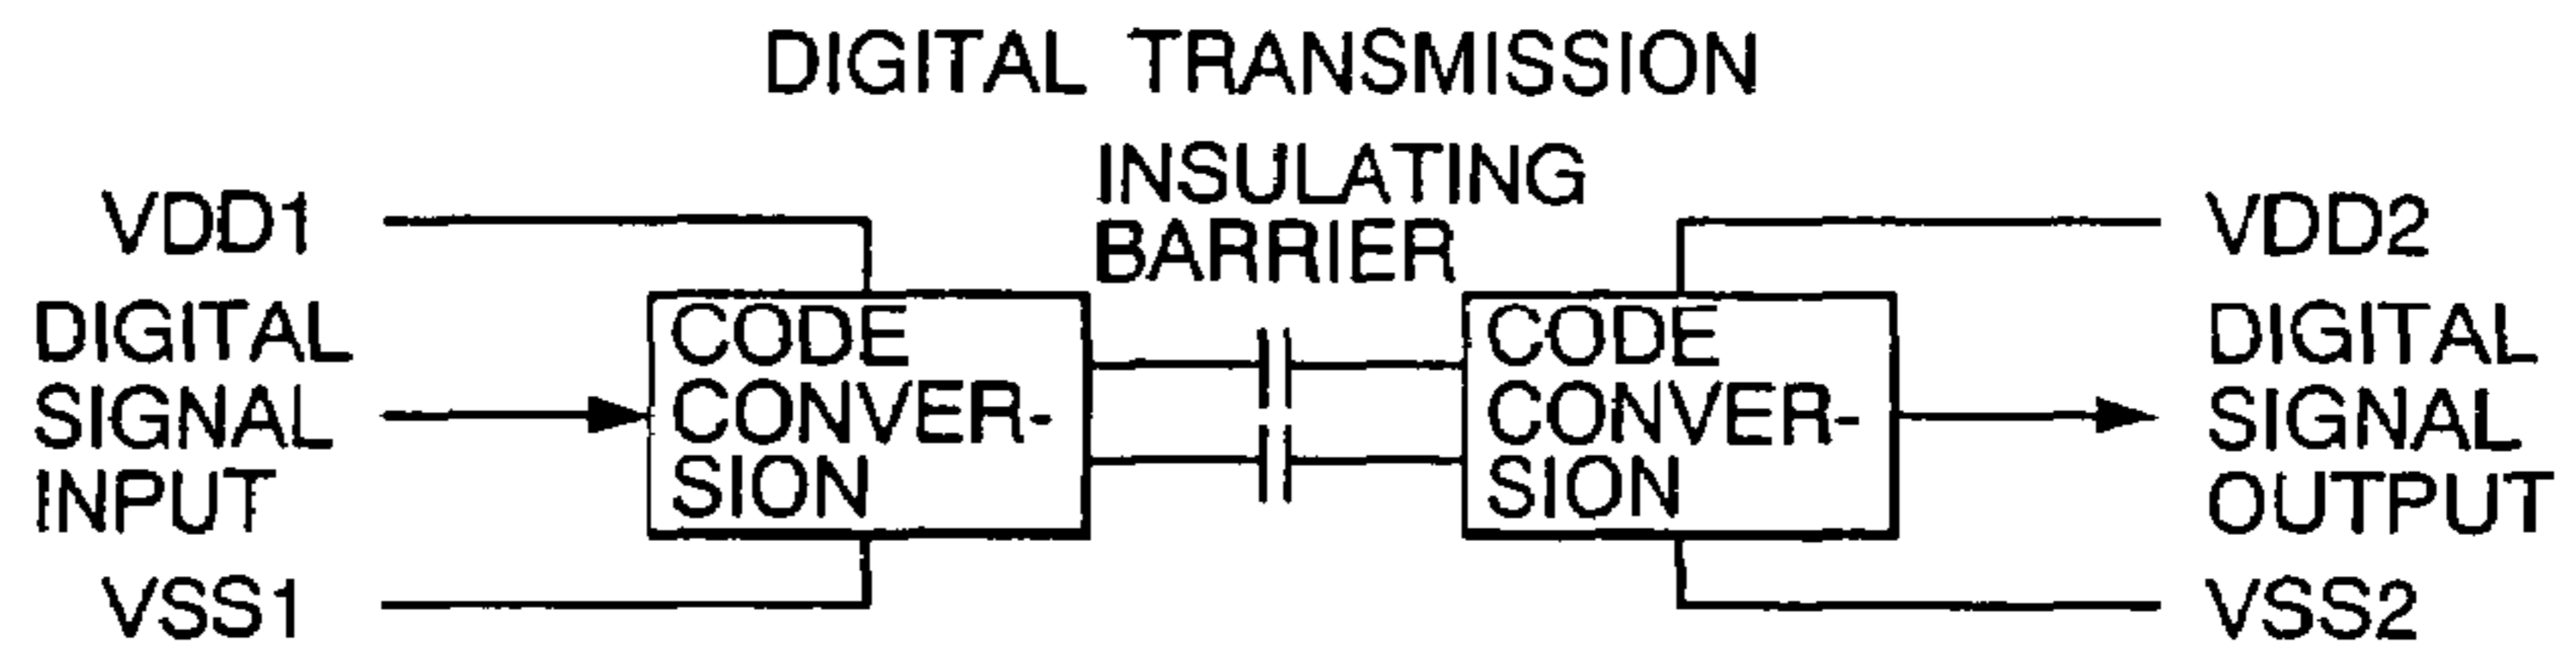 DIGITAL TRANSMISSION
INSULATING
BARRIER
VDD1
DIGITAL
SIGNAL
INPUT
VSS1
CODE
CONVER-
SION
CODE
CONVER-
SION
VDD2
DIGITAL
SIGNAL
OUTPUT
VSS2